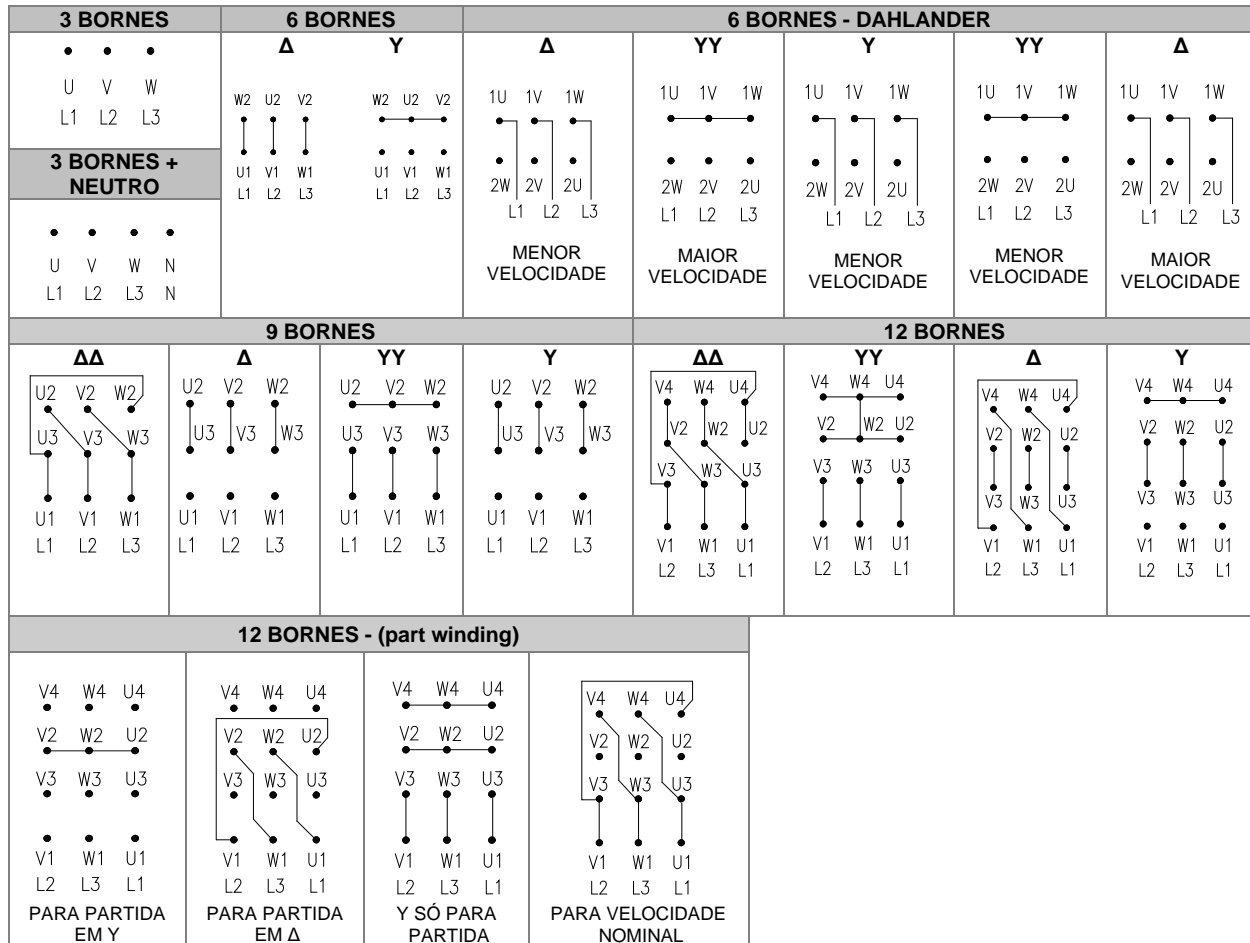 3 BORNES
U V W
L1 L2 L3
3 BORNES +
NEUTRO
U V W N
L1 L2 L3 N
6 BORNES
Δ
W2 U2 V2
U1 V1 W1
L1 L2 L3
Y
W2 U2 V2
U1 V1 W1
L1 L2 L3
6 BORNES - DAHLANDER
Δ
1U 1V 1W
2W 2V 2U
L1 L2 L3
MENOR
VELOCIDADE
YY
1U 1V 1W
2W 2V 2U
L1 L2 L3
MAIOR
VELOCIDADE
Y
1U 1V 1W
2W 2V 2U
L1 L2 L3
MENOR
VELOCIDADE
YY
1U 1V 1W
2W 2V 2U
L1 L2 L3
MENOR
VELOCIDADE
Δ
1U 1V 1W
2W 2V 2U
L1 L2 L3
MAIOR
VELOCIDADE
9 BORNES
ΔΔ
U2 V2 W2
U3 V3 W3
U1 V1 W1
L1 L2 L3
Δ
U2 V2 W2
U3 V3 W3
U1 V1 W1
L1 L2 L3
YY
U2 V2 W2
U3 V3 W3
U1 V1 W1
L1 L2 L3
Y
U2 V2 W2
U3 V3 W3
U1 V1 W1
L1 L2 L3
12 BORNES
ΔΔ
V4 W4 U4
V2 W2 U2
V3 W3 U3
V1 W1 U1
L2 L3 L1
YY
V4 W4 U4
V2 W2 U2
V3 W3 U3
V1 W1 U1
L2 L3 L1
Δ
V4 W4 U4
V2 W2 U2
V3 W3 U3
V1 W1 U1
L2 L3 L1
Y
V4 W4 U4
V2 W2 U2
V3 W3 U3
V1 W1 U1
L2 L3 L1
12 BORNES - (part winding)
V4 W4 U4
V2 W2 U2
V3 W3 U3
V1 W1 U1
L2 L3 L1
PARA PARTIDA
EM Y
V4 W4 U4
V2 W2 U2
V3 W3 U3
V1 W1 U1
L2 L3 L1
PARA PARTIDA
EM Δ
V4 W4 U4
V2 W2 U2
V3 W3 U3
V1 W1 U1
L2 L3 L1
Y SÓ PARA
PARTIDA
V4 W4 U4
V2 W2 U2
V3 W3 U3
V1 W1 U1
L2 L3 L1
PARA VELOCIDADE
NOMINAL